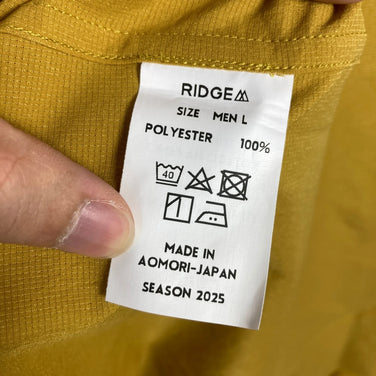 RIDGE
SIZE MEN L
POLYESTER 100%
40
MADE IN
AOMORI-JAPAN
SEASON 2025